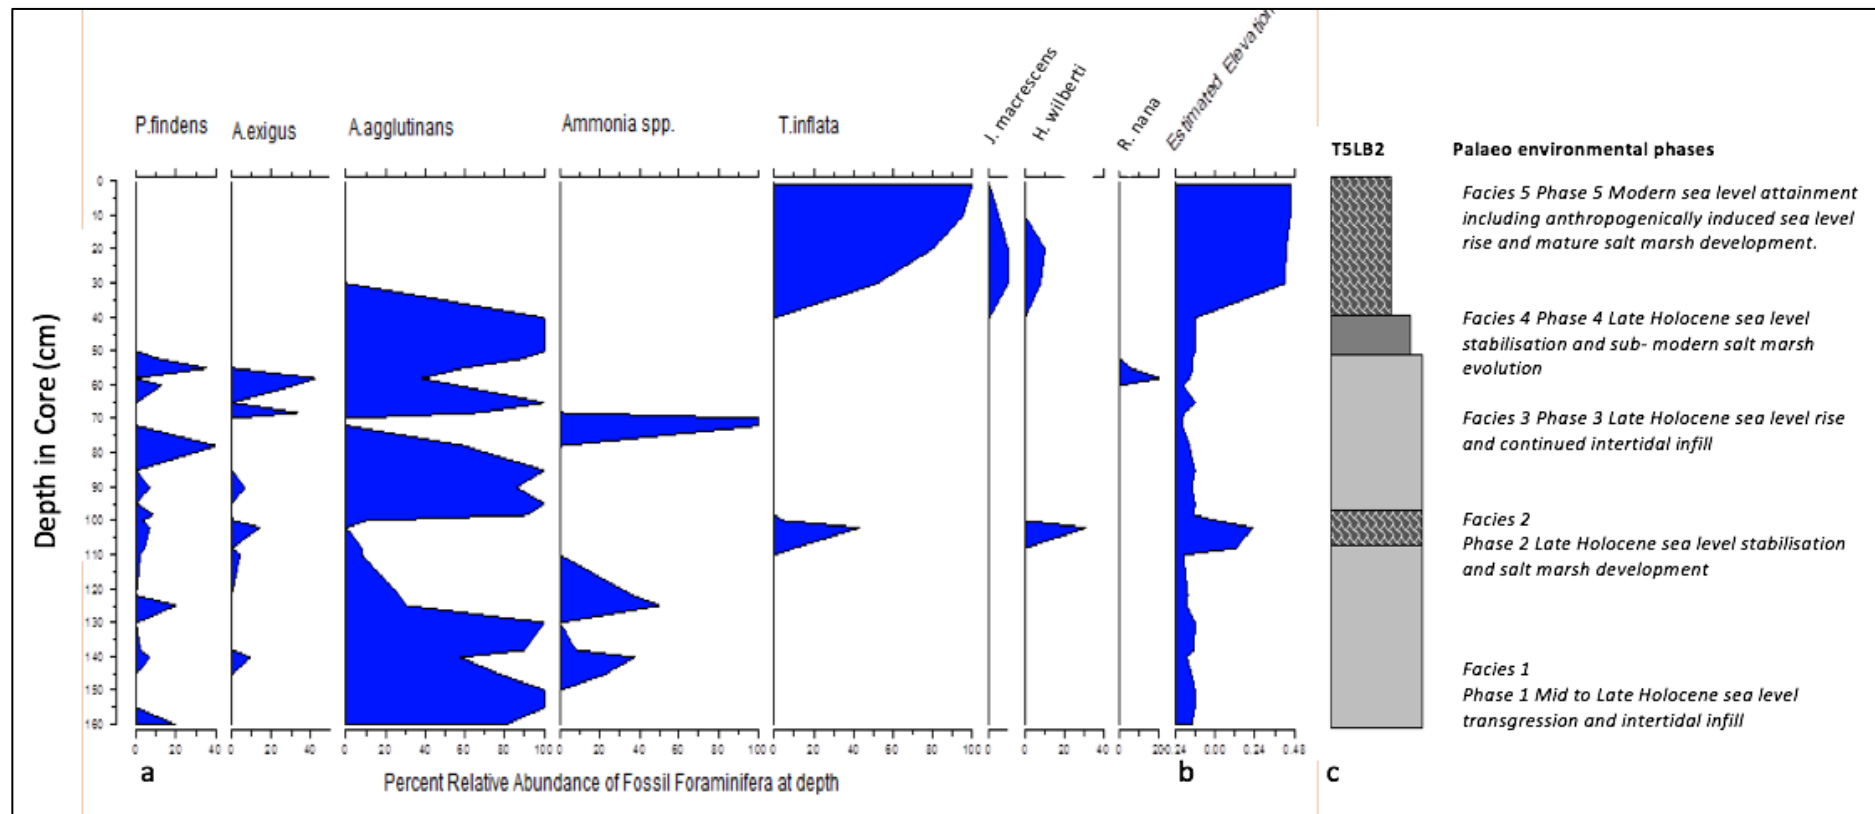 P.findens
A.exigus
A.agglutinans
Ammonia spp.
T.inflata
J. macrescens
H. wilberti
R. nana
Estimated Elevation
T5LB2
Palaeo environmental phases
Depth in Core (cm)
0
10
20
30
40
50
60
70
80
90
100
110
120
130
140
150
160
Facies 5 Phase 5 Modern sea level attainment
including anthropogenically induced sea level
rise and mature salt marsh development.
Facies 4 Phase 4 Late Holocene sea level
stabilisation and sub- modern salt marsh
evolution
Facies 3 Phase 3 Late Holocene sea level rise
and continued intertidal infill
Facies 2
Phase 2 Late Holocene sea level stabilisation
and salt marsh development
Facies 1
Phase 1 Mid to Late Holocene sea level
transgression and intertidal infill
0 20 40
0 20 40
0 20 40 60 80 100
0 20 40 60 80 100
0 20 40 60 80 100
0
0 20 40
0 20
0.24 0.00 0.24 0.48
a
b
c
Percent Relative Abundance of Fossil Foraminifera at depth